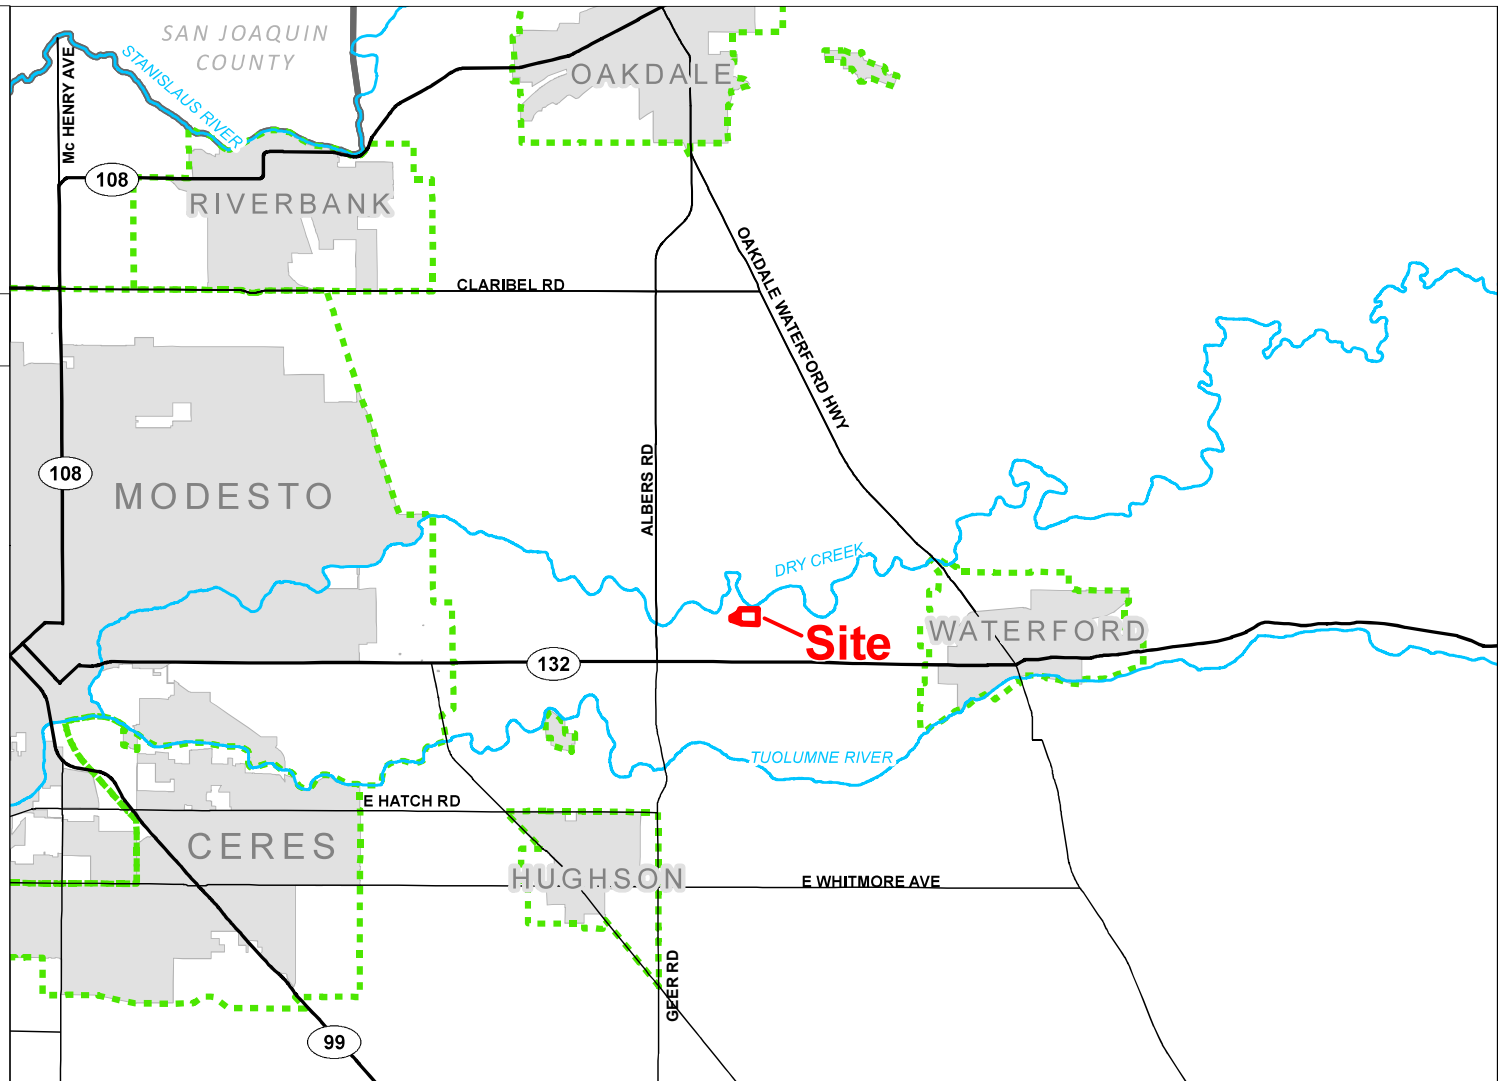 SAN JOAQUIN
COUNTY
Mc HENRY AVE
STANISLAUS RIVER
OAKDALE
108
RIVERBANK
OAKDALE WATERFORD HWY
CLARIBEL RD
108
MODESTO
ALBERS RD
DRY CREEK
Site
WATERFORD
132
TUOLUMNE RIVER
E HATCH RD
CERES
HUGHSON
E WHITMORE AVE
GEER RD
99